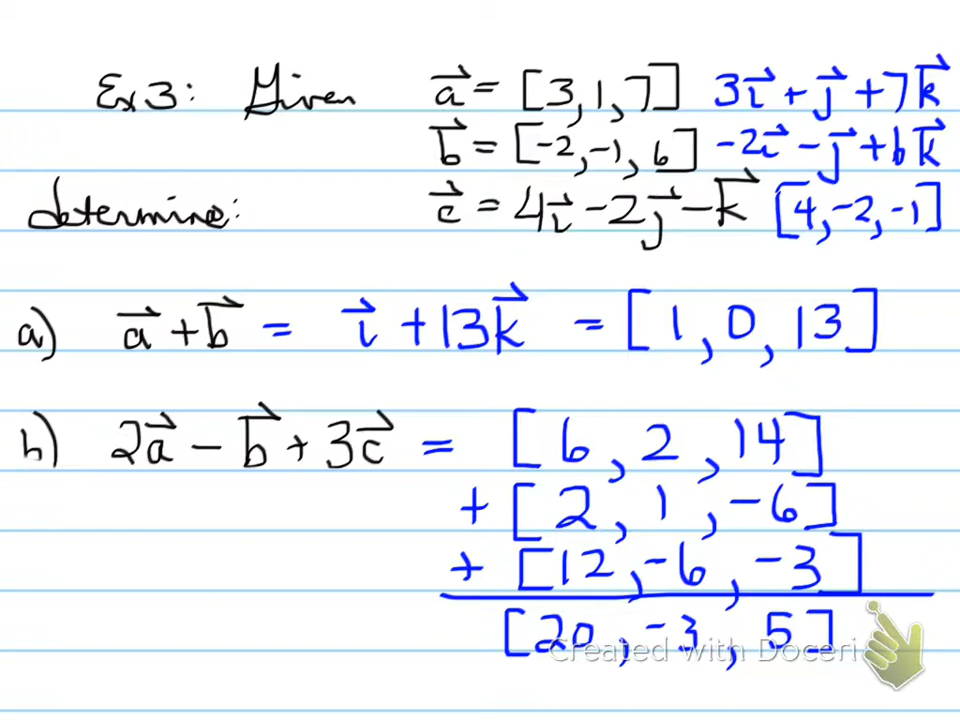 Ex 3: Given a⃗ = [3, 1, 7] 3i⃗ + j⃗ + 7k⃗
b⃗ = [-2, -1, 6] -2i⃗ - j⃗ + 6k⃗
determine: c⃗ = 4i⃗ - 2j⃗ - k⃗ [4, -2, -1]
a) a⃗ + b⃗ = i⃗ + 13k⃗ = [1, 0, 13]
b) 2a⃗ - b⃗ + 3c⃗ = [6, 2, 14]
+ [2, 1, -6]
+ [12, -6, -3]
[20, -3, 5]
Created with Doceri